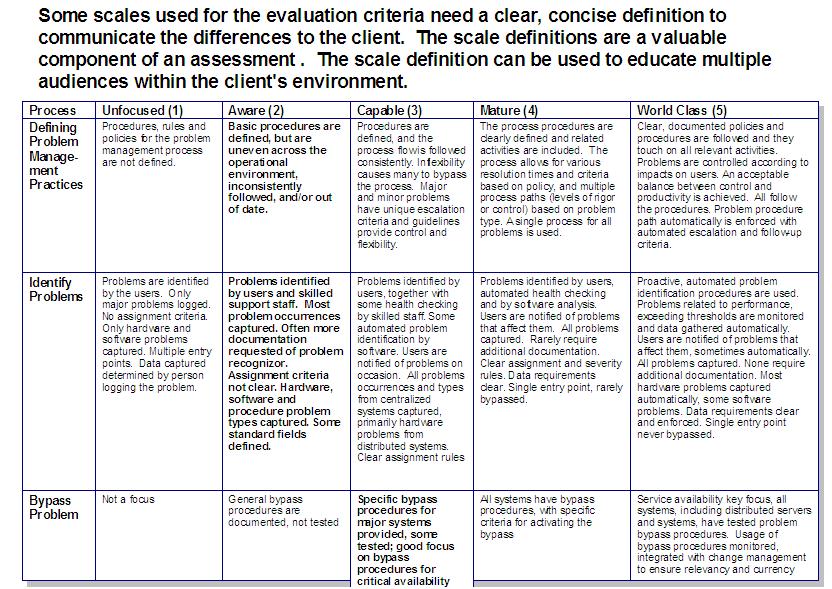 Some scales used for the evaluation criteria need a clear, concise definition to
communicate the differences to the client.  The scale definitions are a valuable
component of an assessment .  The scale definition can be used to educate multiple
audiences within the client's environment.
Process
Unfocused (1)
Aware (2)
Capable (3)
Mature (4)
World Class (5)
Defining
Problem
Manage-
ment
Practices
Procedures, rules and
policies for the problem
management process
are not defined.
Basic procedures are
defined, but are
uneven across the
operational
environment,
inconsistently
followed, and/or out
of date.
Procedures are
defined, and the
process flow is followed
consistently. Inflexibility
causes many to bypass
the process.  Major
and minor problems
have unique escalation
criteria and guidelines
provide control and
flexibility.
The process procedures are
clearly defined and related
activities are included.  The
process allows for various
resolution times and criteria
based on policy, and multiple
process paths (levels of rigor
or control) based on problem
type. A single process for all
problems is used.
Clear, documented policies and
procedures are followed and they
touch on all relevant activities.
Problems are controlled according to
impacts on users. An acceptable
balance between control and
productivity is achieved.  All follow
the procedures. Problem procedure
path automatically is enforced with
automated escalation and follow-up
criteria.
Identify
Problems
Problems are identified
by the users.  Only
major problems logged.
No assignment criteria.
Only hardware and
software problems
captured. Multiple entry
points.  Data captured
determined by person
logging the problem.
Problems identified
by users and skilled
support staff.  Most
problem occurrences
captured. Often more
documentation
requested of problem
recognizor.
Assignment criteria
not clear. Hardware,
software and
procedure problem
types captured. Some
standard fields
defined.
Problems identified by
users, together with
some health checking
by skilled staff. Some
automated problem
identification by
software. Users are
notified of problems on
occasion.  All problems
occurrences and types
from centralized
systems captured,
primarily hardware
problems from
distributed systems.
Clear assignment rules
Problems identified by users,
automated health checking
and by software analysis.
Users are notified of problems
that affect them.  All problems
captured.  Rarely require
additional documentation.
Clear assignment and severity
rules. Data requirements
clear. Single entry point, rarely
bypassed.
Proactive, automated problem
identification procedures are used.
Problems related to performance,
exceeding thresholds are monitored
and data gathered automatically.
Users are notified of problems that
affect them, sometimes automatically.
All problems captured. None require
additional documentation. Most
hardware problems captured
automatically, some software
problems. Data requirements clear
and enforced. Single entry point
never bypassed.
Bypass
Problem
Not a focus
General bypass
procedures are
documented, not tested
Specific bypass
procedures for
major systems
provided, some
tested; good focus
on bypass
procedures for
critical availability
All systems have bypass
procedures, with specific
criteria for activating the
bypass
Service availability key focus, all
systems, including distributed servers
and systems, have tested problem
bypass procedures.  Usage of
bypass procedures monitored,
integrated with change management
to ensure relevancy and currency